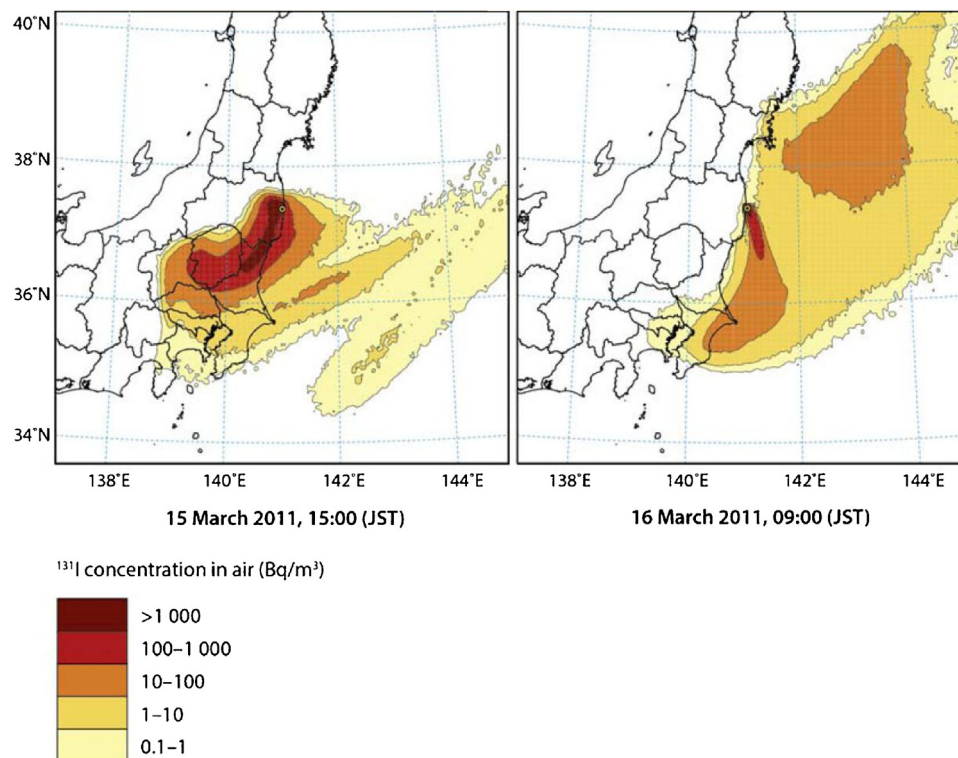 40°N
38°N
36°N
34°N
138°E 140°E 142°E 144°E 138°E 140°E 142°E 144°E
15 March 2011, 15:00 (JST) 16 March 2011, 09:00 (JST)
¹³¹I concentration in air (Bq/m³)
>1 000
100–1 000
10–100
1–10
0.1–1